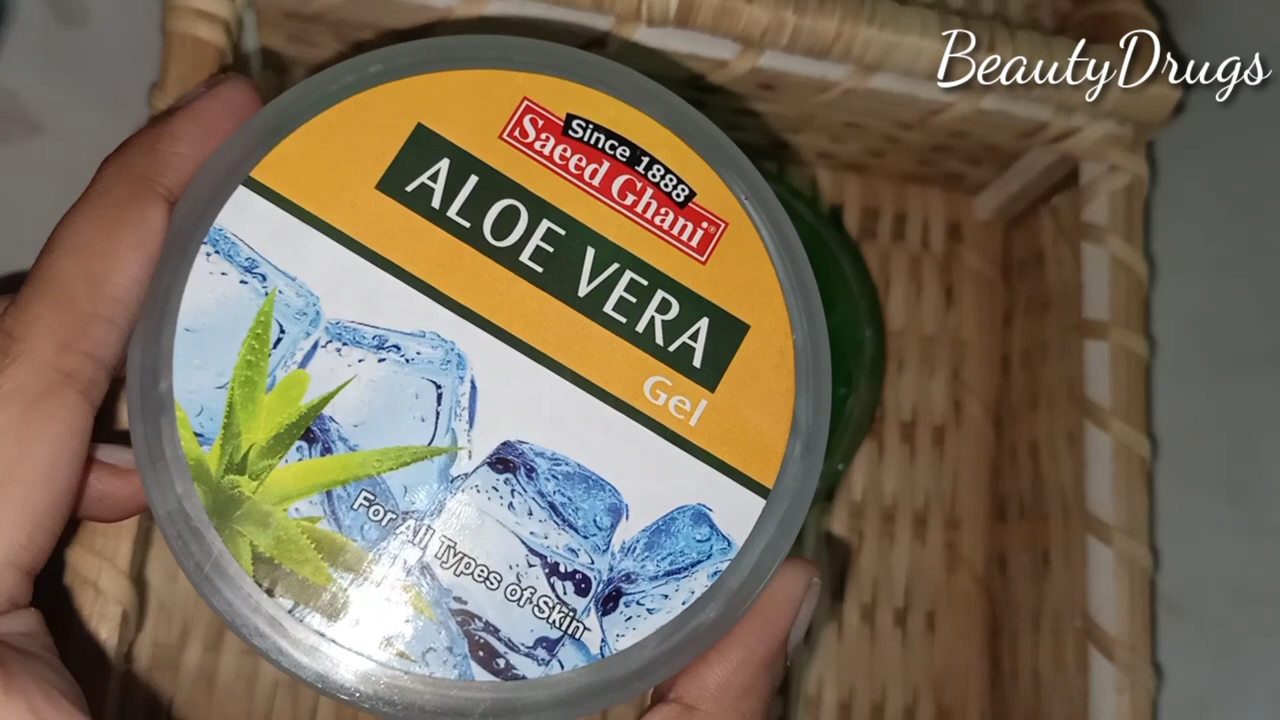 BeautyDrugs
Since 1888
Saeed Ghani®
ALOE VERA
Gel
For All Types of Skin